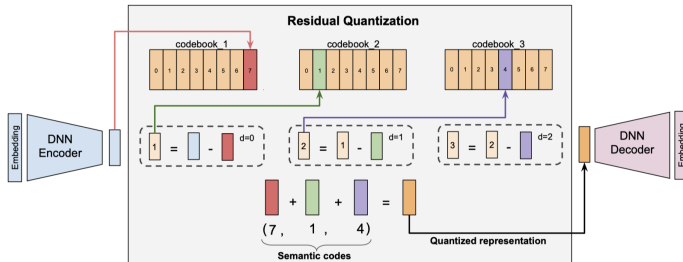 Residual Quantization
codebook_1
codebook_2
codebook_3
0 1 2 3 4 5 6 7
0 1 2 3 4 5 6 7
0 1 2 3 4 5 6 7
Embedding
DNN
Encoder
1 = - d=0
2 = 1 - d=1
3 = 2 - d=2
DNN
Decoder
Embedding
+ + =
(7, 1, 4)
Semantic codes
Quantized representation